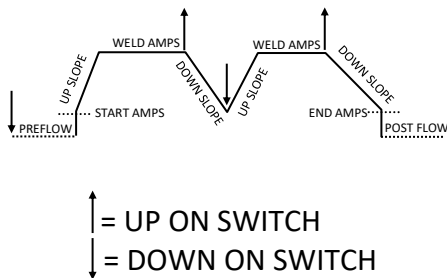 WELD AMPS
WELD AMPS
UP SLOPE
DOWN SLOPE
UP SLOPE
DOWN SLOPE
START AMPS
END AMPS
PREFLOW
POST FLOW
= UP ON SWITCH
= DOWN ON SWITCH